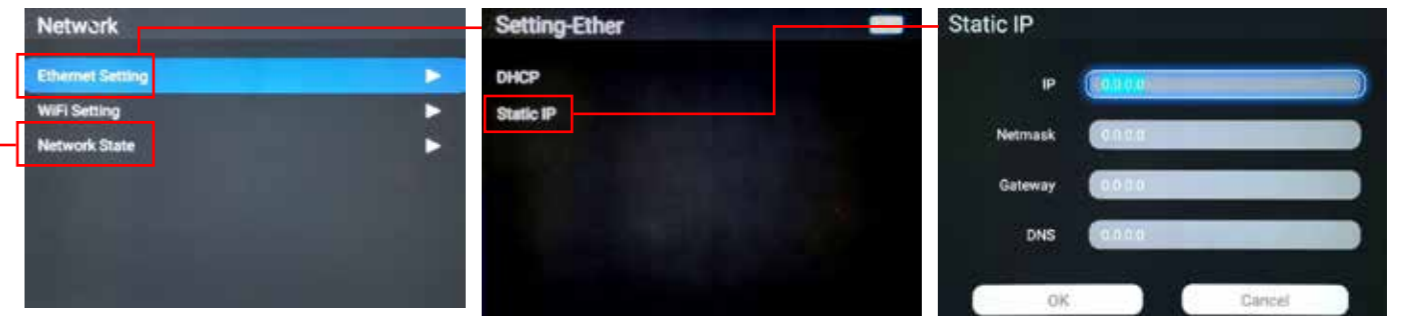 Network
Ethernet Setting
WiFi Setting
Network State
Setting-Ether
DHCP
Static IP
Static IP
IP 0.0.0.0
Netmask 0.0.0.0
Gateway 0.0.0.0
DNS 0.0.0.0
OK
Cancel